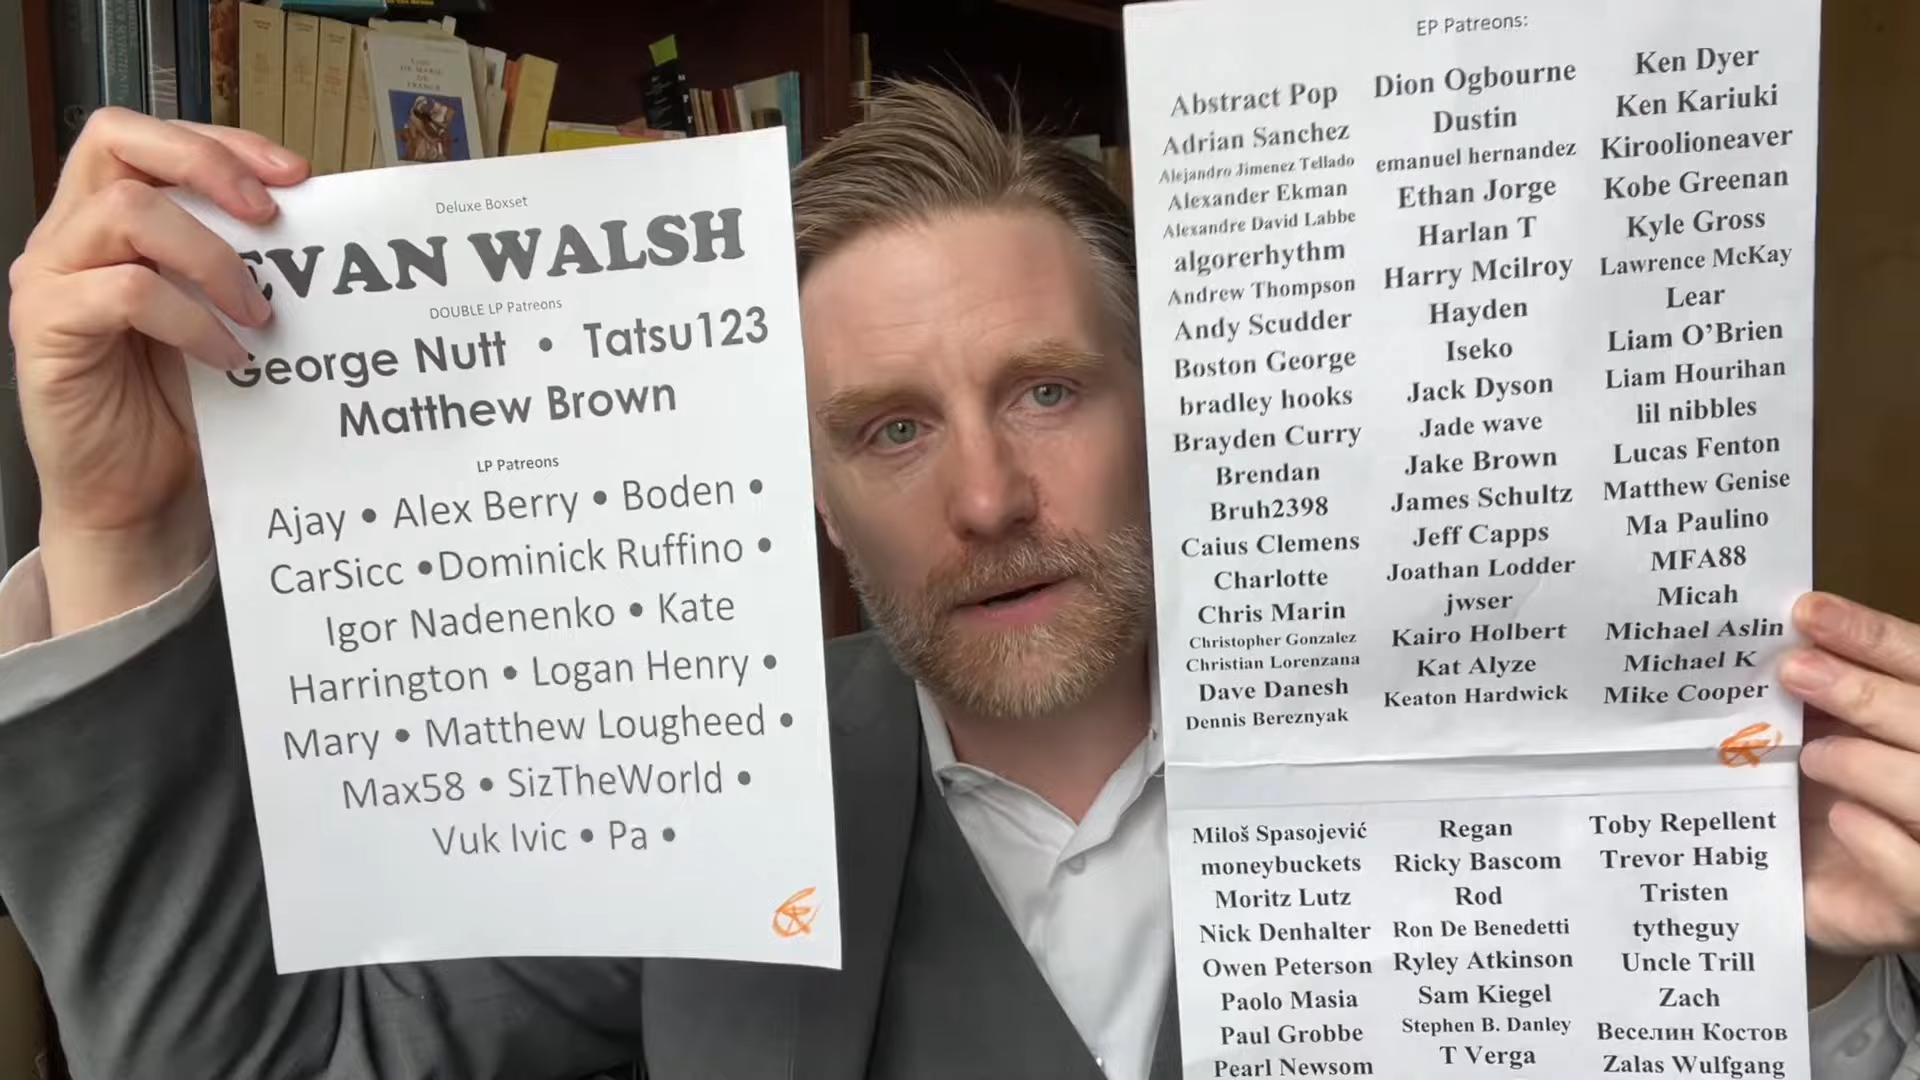 Deluxe Boxset
EVAN WALSH
DOUBLE LP Patreons
George Nutt • Tatsu123
Matthew Brown
LP Patreons
Ajay • Alex Berry • Boden •
CarSicc •Dominick Ruffino •
Igor Nadenenko • Kate
Harrington • Logan Henry •
Mary • Matthew Lougheed •
Max58 • SizTheWorld •
Vuk Ivic • Pa •
EP Patreons:
Abstract Pop
Adrian Sanchez
Alejandro Jimenez Tellado
Alexander Ekman
Alexandre David Labbe
algorerhythm
Andrew Thompson
Andy Scudder
Boston George
bradley hooks
Brayden Curry
Brendan
Bruh2398
Caius Clemens
Charlotte
Chris Marin
Christopher Gonzalez
Christian Lorenzana
Dave Danesh
Dennis Bereznyak
Dion Ogbourne
Dustin
emanuel hernandez
Ethan Jorge
Harlan T
Harry Mcilroy
Hayden
Iseko
Jack Dyson
Jade wave
Jake Brown
James Schultz
Jeff Capps
Joathan Lodder
jwser
Kairo Holbert
Kat Alyze
Keaton Hardwick
Ken Dyer
Ken Kariuki
Kiroolioneaver
Kobe Greenan
Kyle Gross
Lawrence McKay
Lear
Liam O’Brien
Liam Hourihan
lil nibbles
Lucas Fenton
Matthew Genise
Ma Paulino
MFA88
Micah
Michael Aslin
Michael K
Mike Cooper
Miloš Spasojević
moneybuckets
Moritz Lutz
Nick Denhalter
Owen Peterson
Paolo Masia
Paul Grobbe
Pearl Newsom
Regan
Ricky Bascom
Rod
Ron De Benedetti
Ryley Atkinson
Sam Kiegel
Stephen B. Danley
T Verga
Toby Repellent
Trevor Habig
Tristen
tytheguy
Uncle Trill
Zach
Веселин Костов
Zalas Wulfgang